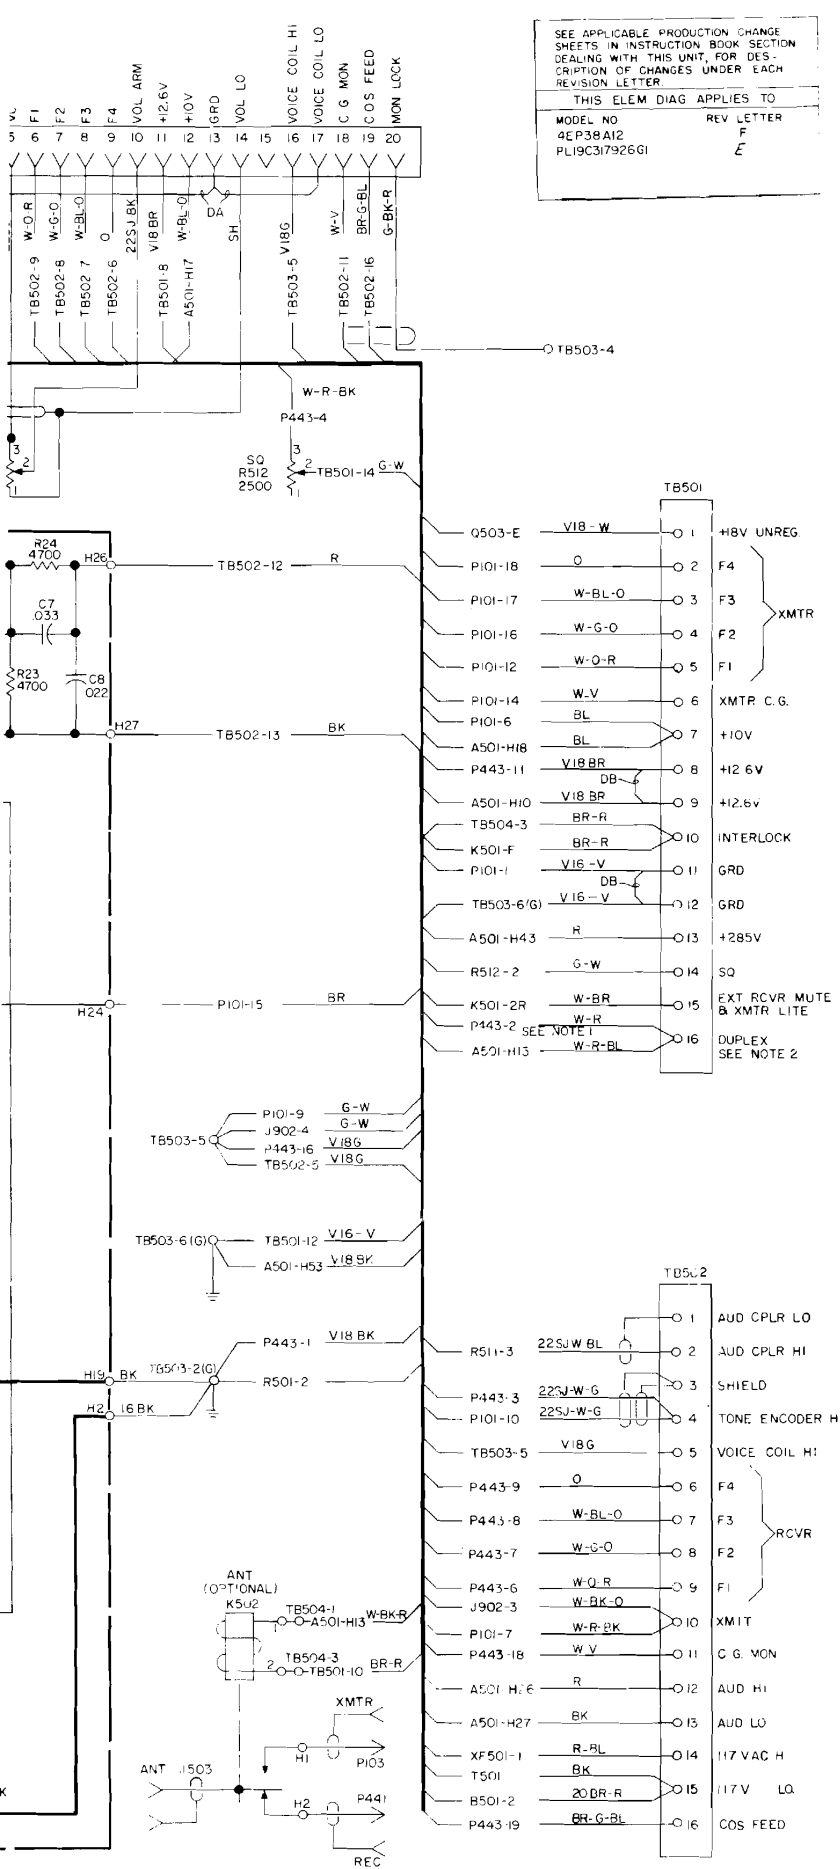 SEE APPLICABLE PRODUCTION CHANGE
SHEETS IN INSTRUCTION BOOK SECTION
DEALING WITH THIS UNIT, FOR DES-
CRIPTION OF CHANGES UNDER EACH
REVISION LETTER.
THIS ELEM DIAG APPLIES TO
MODEL NO REV LETTER
4EP38A12 F
PL19C317926G1 E
F1
F2
F3
F4
VOL ARM
+12.6V
+10V
GRD
VOL LO
VOICE COIL HI
VOICE COIL LO
C G MON
COS FEED
MON LOCK
5 6 7 8 9 10 11 12 13 14 15 16 17 18 19 20
DA
W-O-R
W-G-O
W-BL-O
O
22SJ BK
V18BR
W-BL-O
SH
V18G
W-V
BR-G-BL
G-BK-R
TB502-9
TB502-8
TB502-7
TB502-6
TB501-8
A501-H17
TB503-5
TB502-11
TB502-16
TB503-4
W-R-BK
P443-4
3
2
1
SQ
R512
2500
3
2
1
TB501-14 G-W
R24
4700
H26
TB502-12 R
C7
.033
R23
4700
C8
.022
H27
TB502-13 BK
TB501
Q503-E V18-W 1 +18V UNREG.
P101-18 O 2 F4
P101-17 W-BL-O 3 F3
XMTR
P101-16 W-G-O 4 F2
P101-12 W-O-R 5 F1
P101-14 W-V 6 XMTR C.G.
P101-6 BL
7 +10V
A501-H18 BL
P443-11 V18BR 8 +12.6V
DB
A501-H10 V18 BR 9 +12.6V
TB504-3 BR-R
10 INTERLOCK
K501-F BR-R
P101-1 V16-V 11 GRD
DB
TB503-6(G) V16-V 12 GRD
A501-H43 R 13 +285V
R512-2 G-W 14 SQ
K501-2R W-BR 15 EXT RCVR MUTE
& XMTR LITE
P443-2 SEE NOTE 1 W-R
16 DUPLEX
SEE NOTE 2
A501-H13 W-R-BL
H24
P101-15 BR
TB503-5
P101-9 G-W
J902-4 G-W
P443-16 V18G
TB502-5 V18G
TB503-6(G) TB501-12 V16-V
A501-H53 V18BK
P443-1 V18 BK
H19 BK TB503-2(G) R501-2
H2 16 BK
TB502
1 AUD CPLR LO
R511-3 22SJW BL 2 AUD CPLR HI
3 SHIELD
P443-3 22SJ-W-G
P101-10 22SJ-W-G 4 TONE ENCODER H
TB503-5 V18G 5 VOICE COIL HI
P443-9 O 6 F4
P443-8 W-BL-O 7 F3
RCVR
P443-7 W-G-O 8 F2
P443-6 W-O-R 9 F1
J902-3 W-BK-O
10 XMIT
P101-7 W-R-BK
P443-18 W V 11 C G. MON
A501-H26 R 12 AUD HI
A501-H27 BK 13 AUD LO
XF501-1 R-BL 14 117 VAC H
T501 BK
15 117V LO
B501-2 20BR-R
P443-19 BR-G-BL 16 COS FEED
ANT
(OPTIONAL)
K502
1 TB504-1
A501-H13 W-BK-R
2 TB504-3
TB501-10 BR-R
XMTR
H1
P103
ANT J503
H2
P441
REC
K